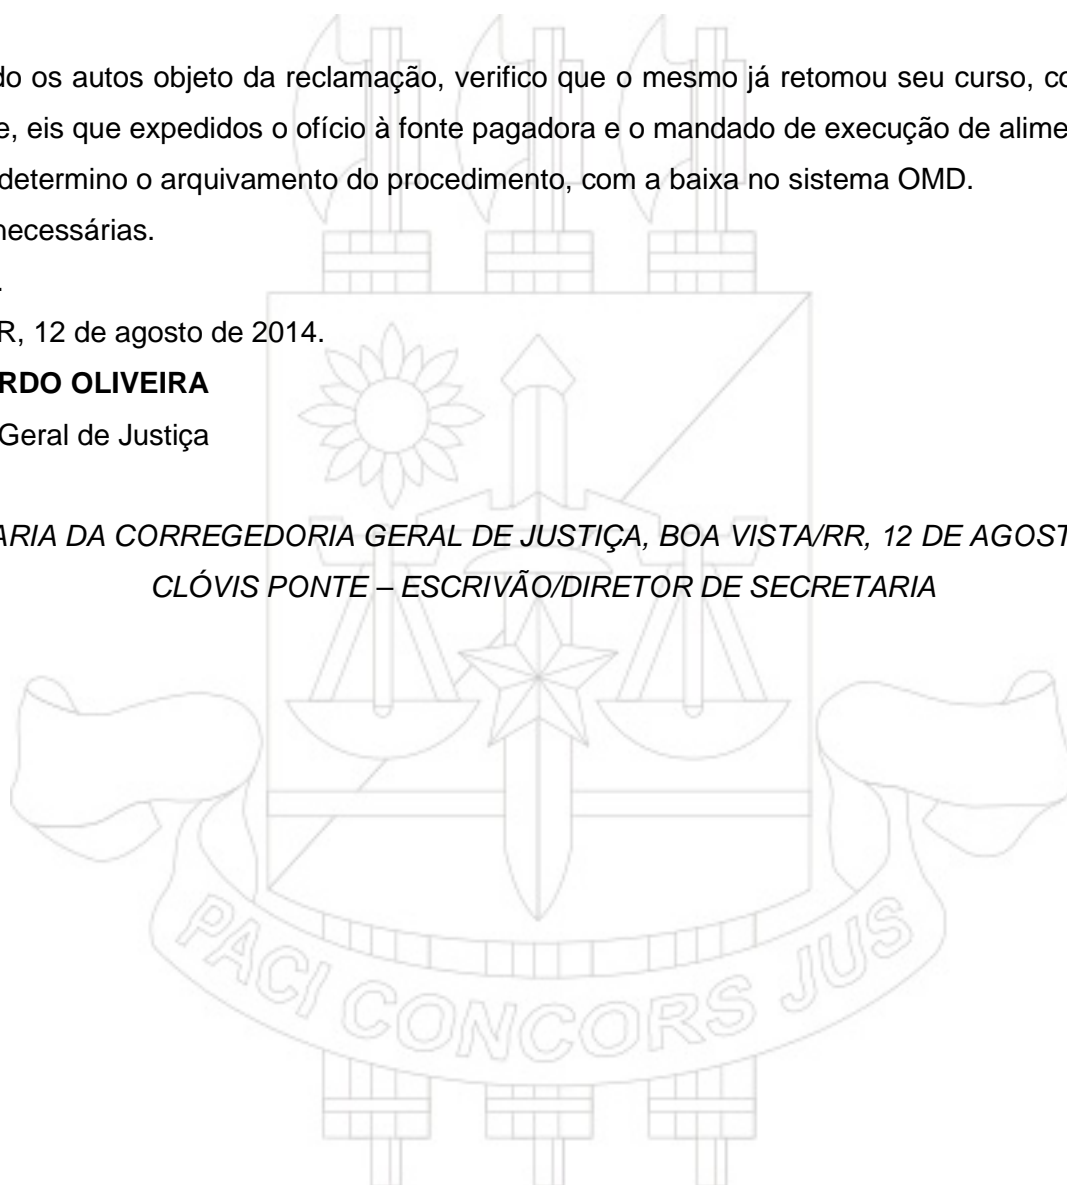 do os autos objeto da reclamação, verifico que o mesmo já retomou seu curso, co
e, eis que expedidos o ofício à fonte pagadora e o mandado de execução de alime
determino o arquivamento do procedimento, com a baixa no sistema OMD.
necessárias.
.
R, 12 de agosto de 2014.
RDO OLIVEIRA
Geral de Justiça
ARIA DA CORREGEDORIA GERAL DE JUSTIÇA, BOA VISTA/RR, 12 DE AGOST
CLÓVIS PONTE – ESCRIVÃO/DIRETOR DE SECRETARIA
PACI CONCORS JUS